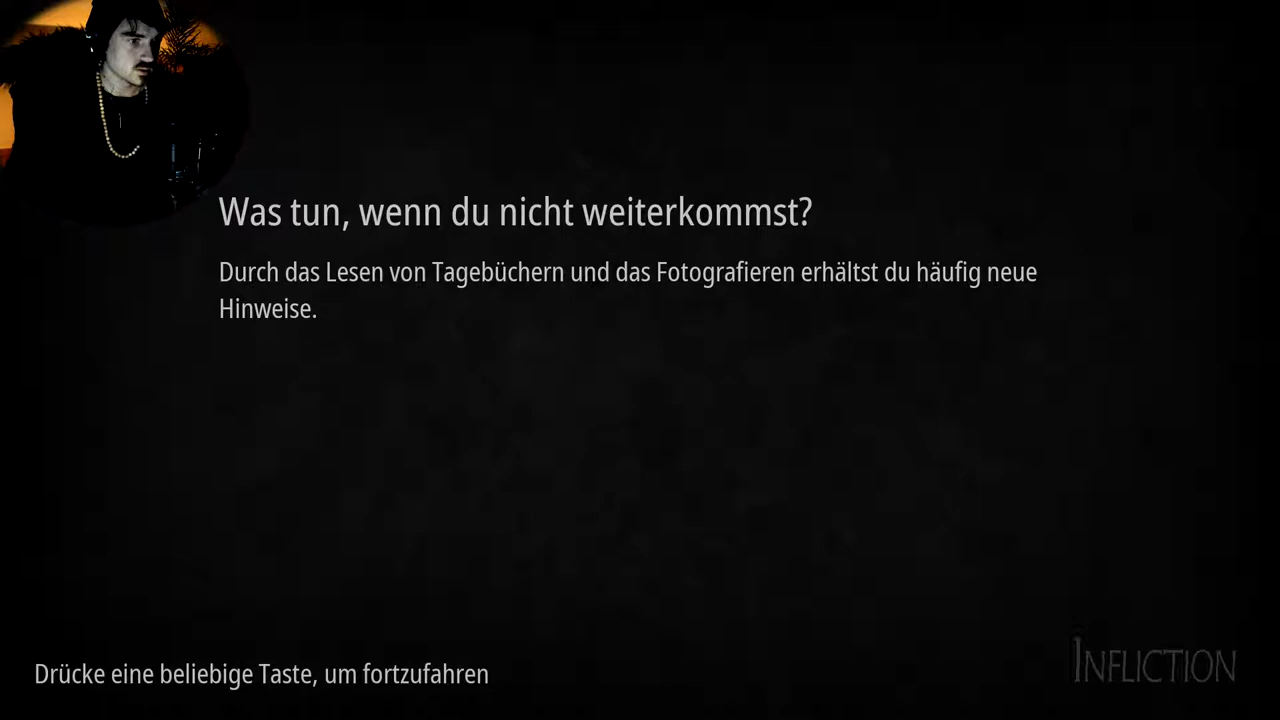 Was tun, wenn du nicht weiterkommst?
Durch das Lesen von Tagebüchern und das Fotografieren erhältst du häufig neue
Hinweise.
Drücke eine beliebige Taste, um fortzufahren
INFLICTION